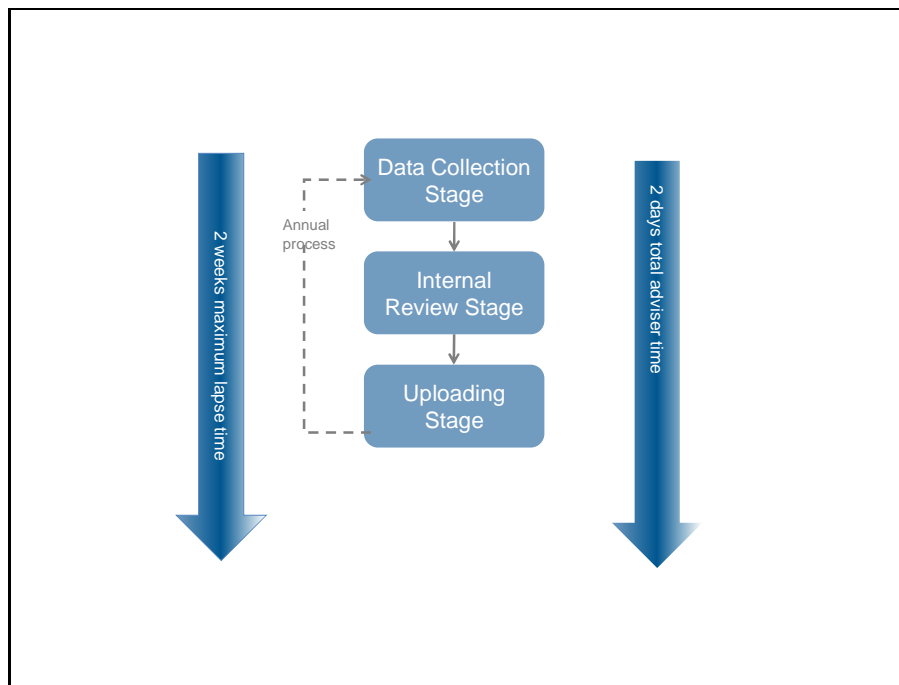 2 weeks maximum lapse time
Annual
process
Data Collection
Stage
Internal
Review Stage
Uploading
Stage
2 days total adviser time